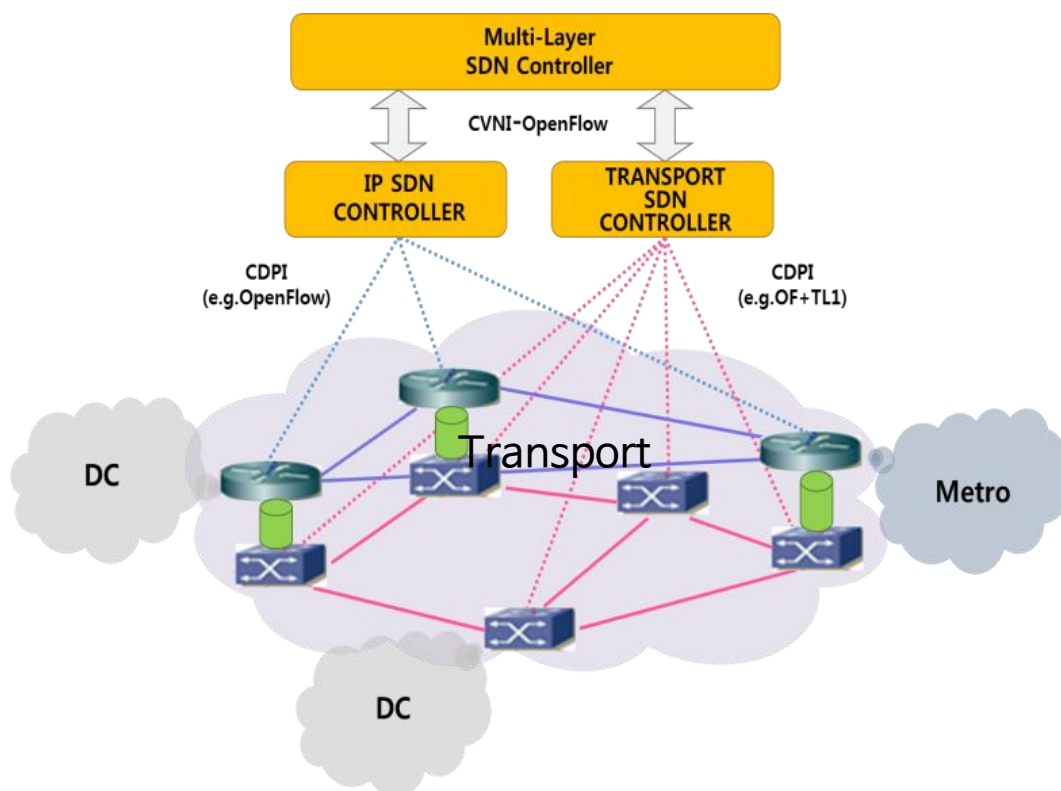 Multi-Layer
SDN Controller
CVNI-OpenFlow
IP SDN
CONTROLLER
TRANSPORT
SDN
CONTROLLER
CDPI
(e.g.OpenFlow)
CDPI
(e.g.OF+TL1)
Transport
DC
Metro
DC